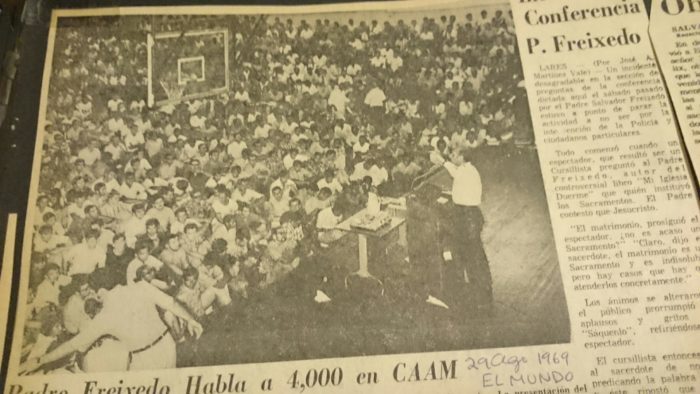 Padre Freixedo Habla a 4,000 en CAAM
29 Ago 1969
EL MUNDO
Conferencia
P. Freixedo
LARES — (Por José A.
Martínez Vale) — Un incidente
desagradable en la sección de
preguntas de la conferencia
dictada aquí el sábado pasado
por el Padre Salvador Freixedo
estuvo a punto de parar la
actividad a no ser por la
intervención de la Policía y
ciudadanos particulares.
Todo comenzó cuando un
espectador, que resultó ser un
Cursillista preguntó al Padre
Freixedo, autor del
controversial libro "Mi Iglesia
Duerme" que quién instituyó
los Sacramentos. El Padre
contestó que Jesucristo.
"El matrimonio, prosiguió el
espectador, ¿no es acaso un
Sacramento?" "Claro, dijo el
sacerdote, el matrimonio es un
Sacramento y es indisoluble
pero hay casos que hay
atenderlos concretamente."
Los ánimos se alteraron
el público prorrumpió
aplausos y gritos
"Sáquenlo", refiriéndose
espectador.
El cursillista entonces
al sacerdote de no
predicando la palabra
ripostó que
La presentación del
SALV